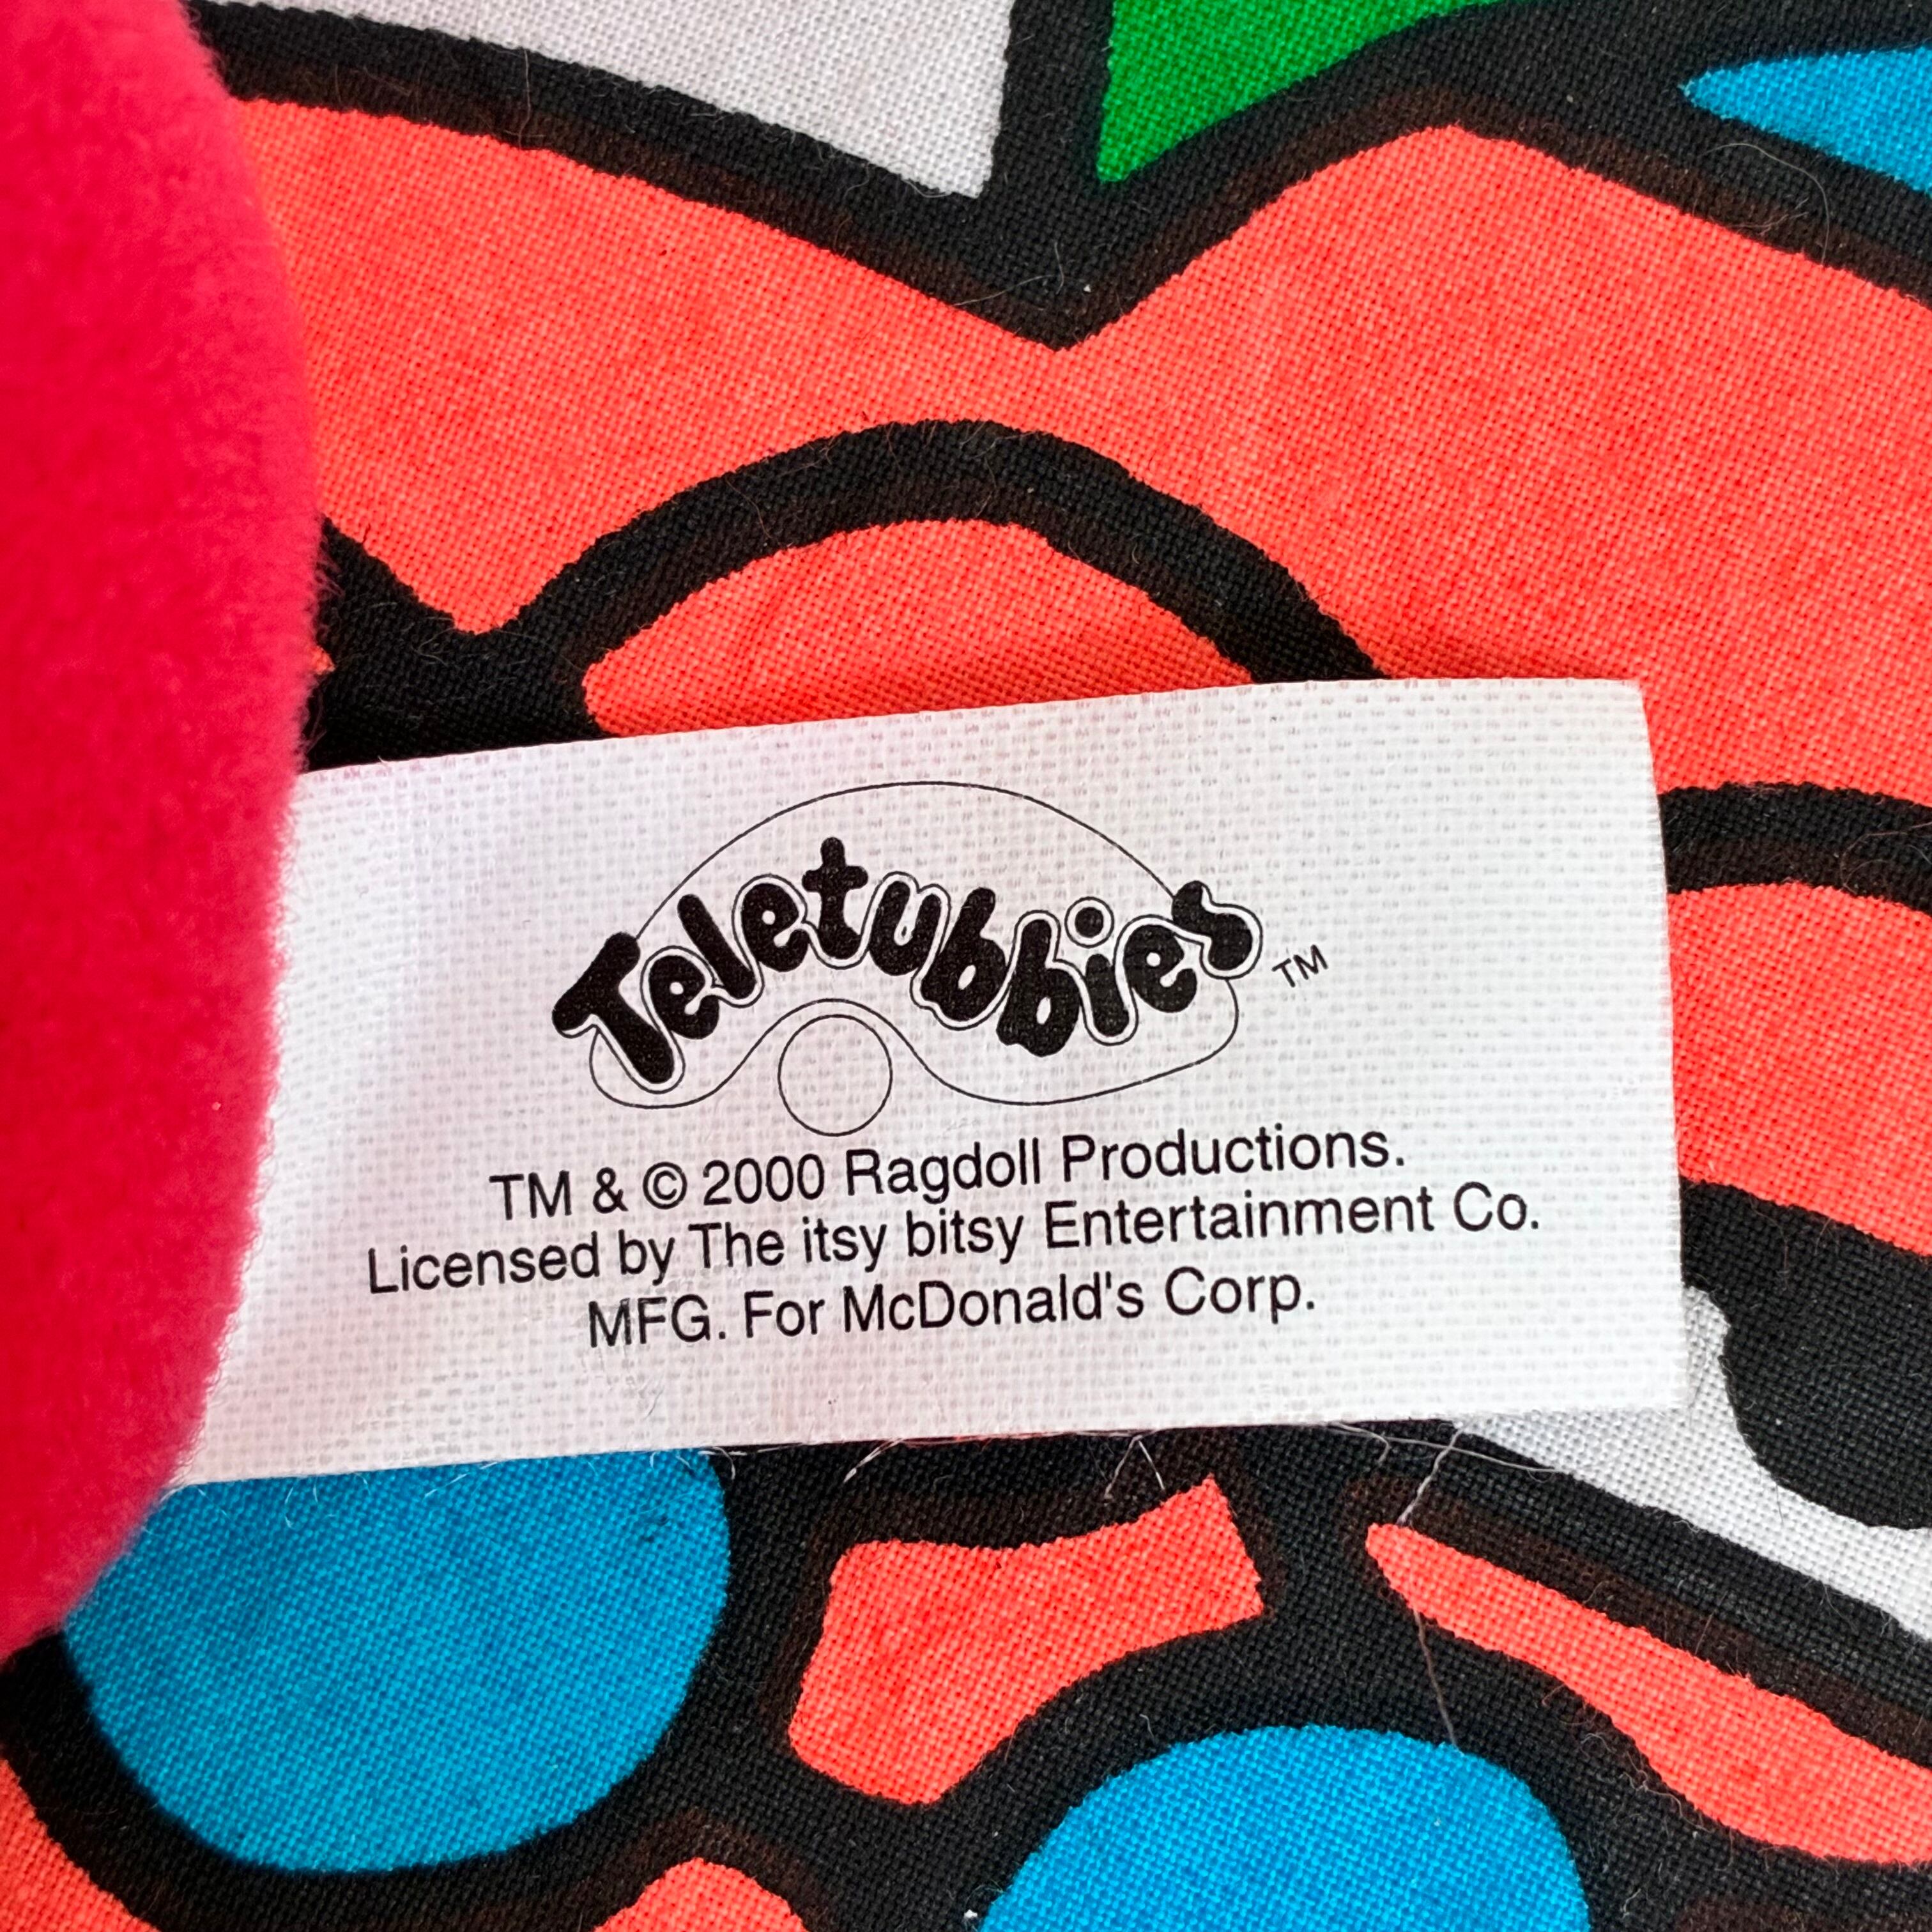 Teletubbies TM
TM & © 2000 Ragdoll Productions.
Licensed by The itsy bitsy Entertainment Co.
MFG. For McDonald's Corp.